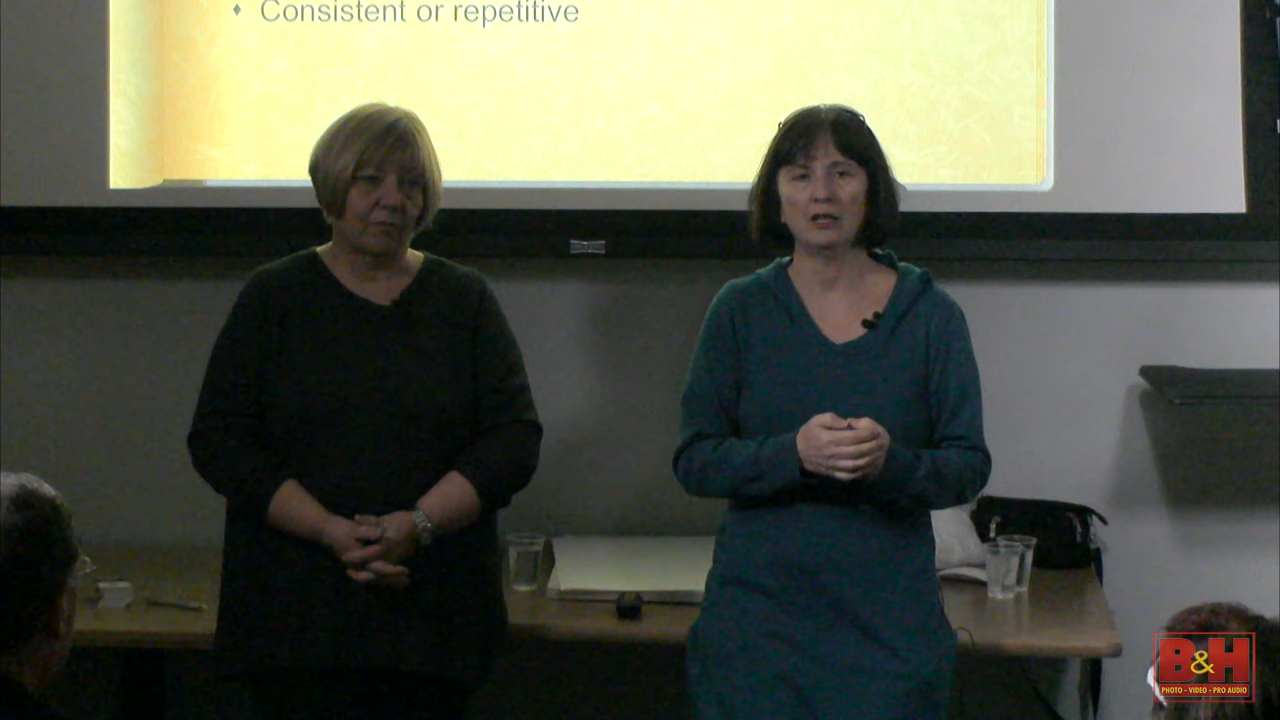 ♦ Consistent or repetitive
B&H
PHOTO - VIDEO - PRO AUDIO